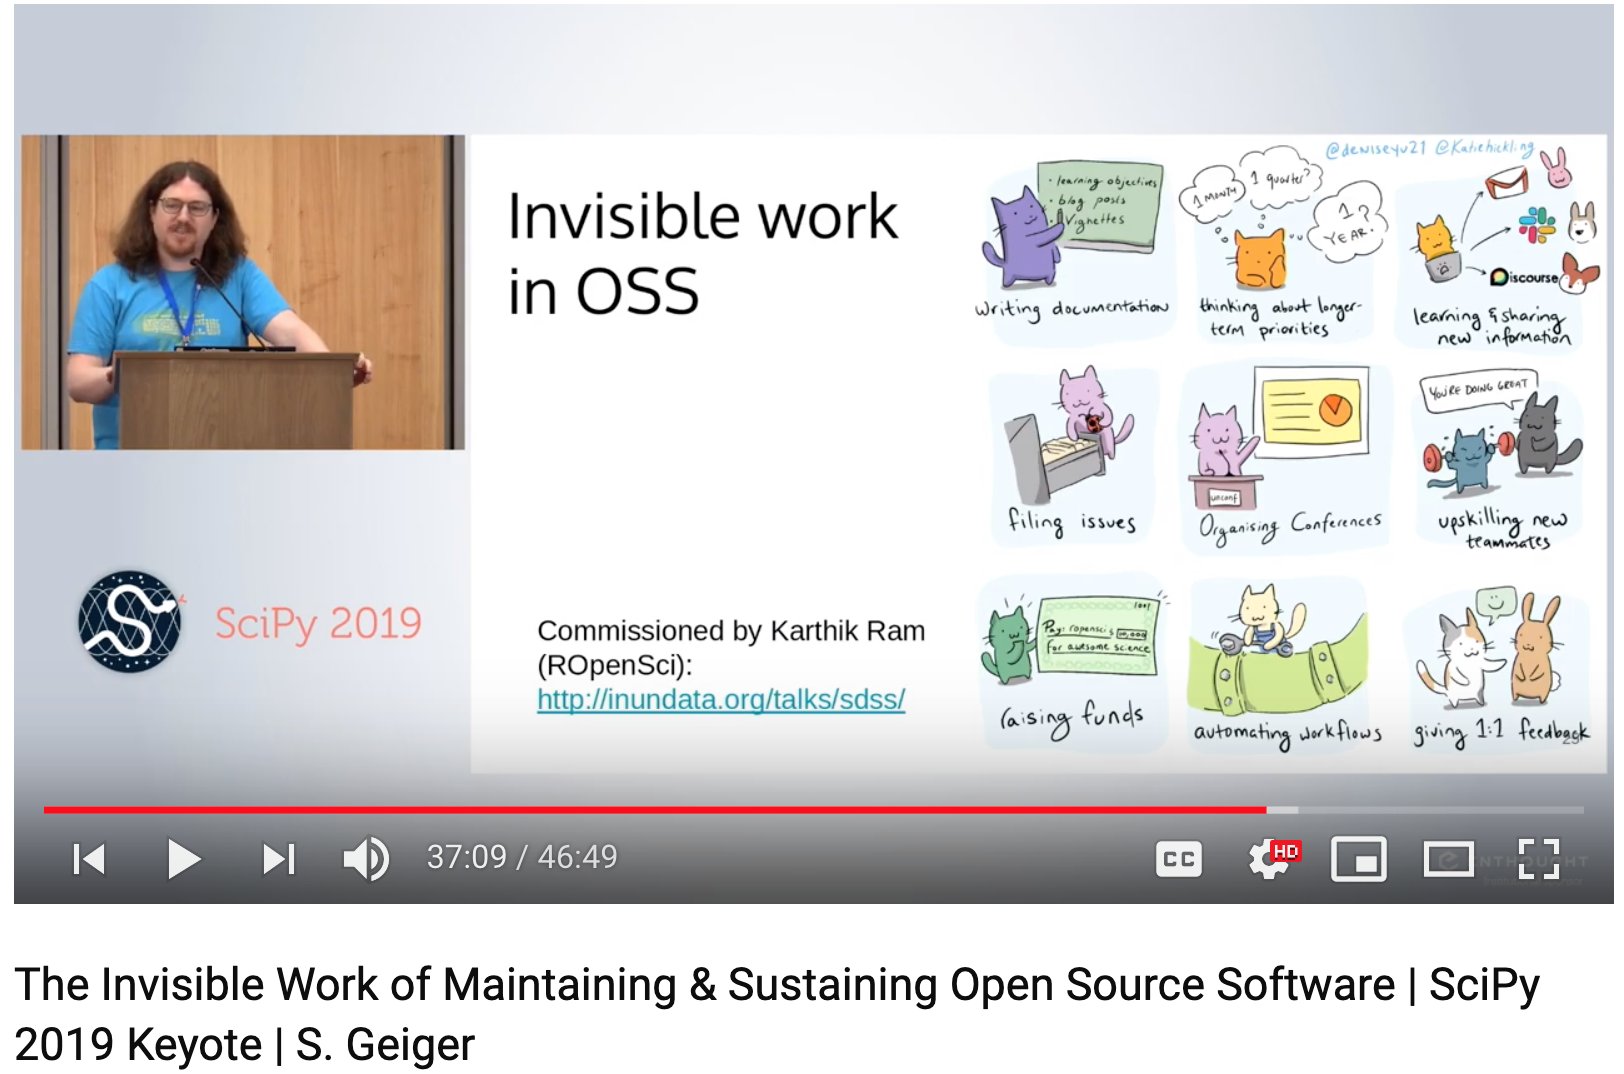 Invisible work
in OSS
Commissioned by Karthik Ram
(ROpenSci):
http://inundata.org/talks/sdss/
@deniseyu21 @Katiehickling
• learning objectives
• blog posts
• Vignettes
writing documentation
1 MONTH
1 quarter?
1?
YEAR?
thinking about longer-
term priorities
Discourse
learning & sharing
new information
filing issues
unconf
Organising Conferences
YOU'RE DOING GREAT
upskilling new
teammates
Pay: ropensci $
For awesome science
raising funds
automating workflows
giving 1:1 feedback
SciPy 2019
37:09 / 46:49
CC
HD
ENTHOUGHT
The Invisible Work of Maintaining & Sustaining Open Source Software | SciPy
2019 Keyote | S. Geiger